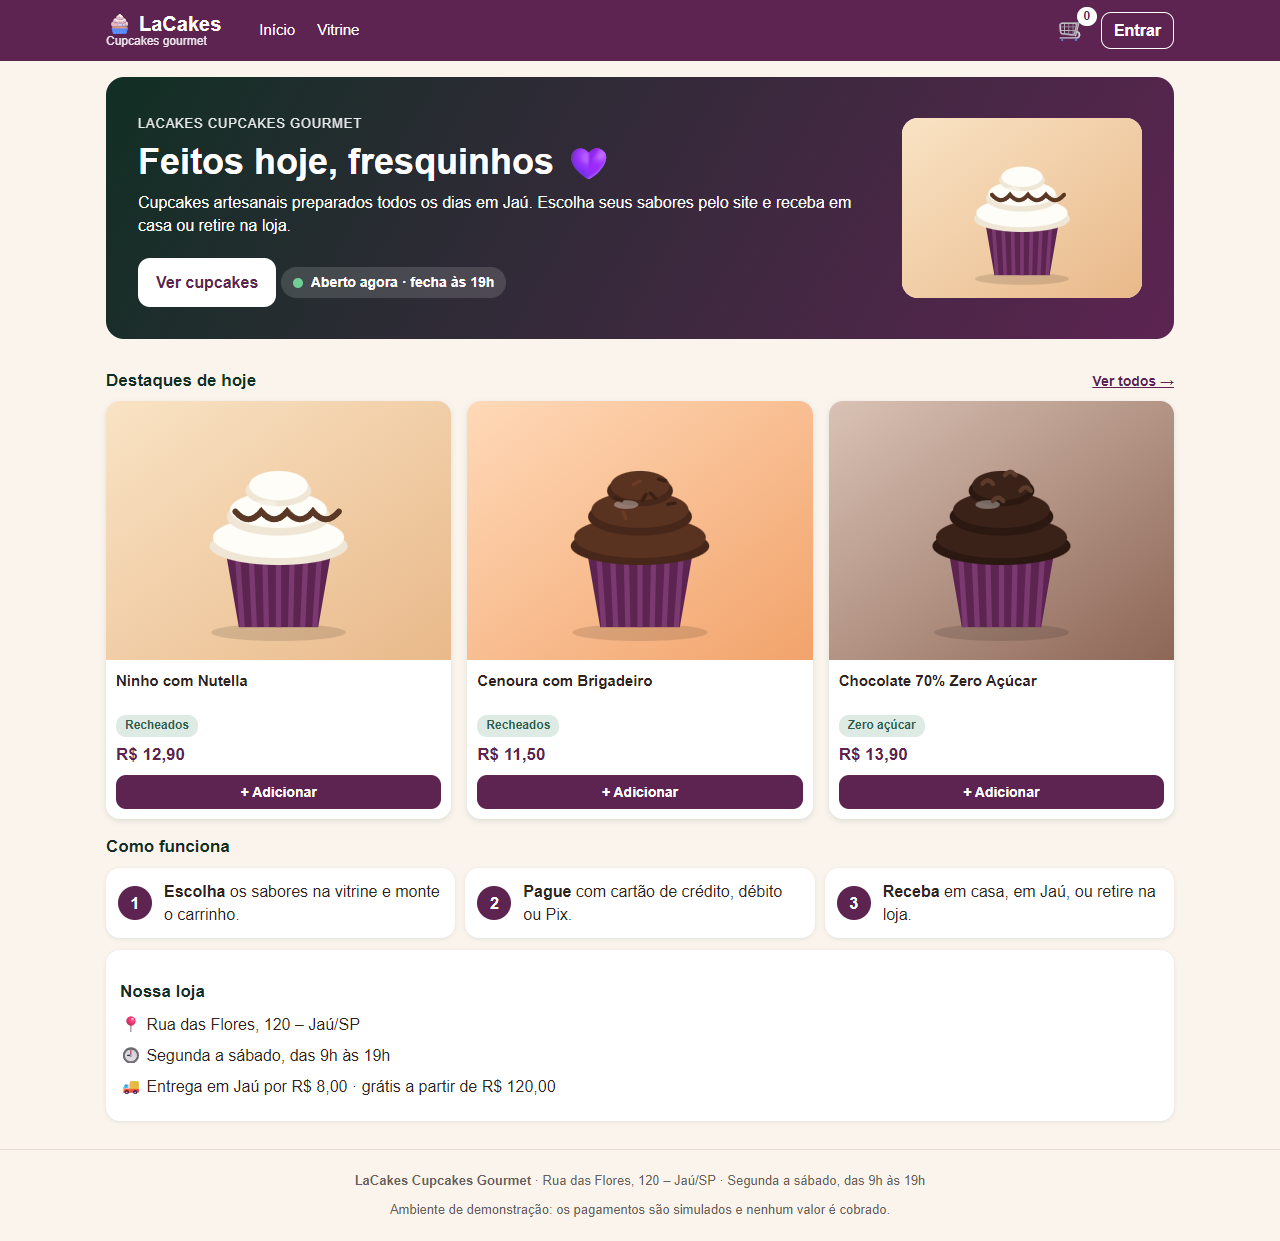 LaCakes
Cupcakes gourmet
Início
Vitrine
0
Entrar
LACAKES CUPCAKES GOURMET
Feitos hoje, fresquinhos 💜
Cupcakes artesanais preparados todos os dias em Jaú. Escolha seus sabores pelo site e receba em
casa ou retire na loja.
Ver cupcakes
Aberto agora · fecha às 19h
Destaques de hoje
Ver todos →
Ninho com Nutella
Recheados
R$ 12,90
+ Adicionar
Cenoura com Brigadeiro
Recheados
R$ 11,50
+ Adicionar
Chocolate 70% Zero Açúcar
Zero açúcar
R$ 13,90
+ Adicionar
Como funciona
1
Escolha os sabores na vitrine e monte
o carrinho.
2
Pague com cartão de crédito, débito
ou Pix.
3
Receba em casa, em Jaú, ou retire na
loja.
Nossa loja
📍 Rua das Flores, 120 – Jaú/SP
🕘 Segunda a sábado, das 9h às 19h
🚚 Entrega em Jaú por R$ 8,00 · grátis a partir de R$ 120,00
LaCakes Cupcakes Gourmet · Rua das Flores, 120 – Jaú/SP · Segunda a sábado, das 9h às 19h
Ambiente de demonstração: os pagamentos são simulados e nenhum valor é cobrado.